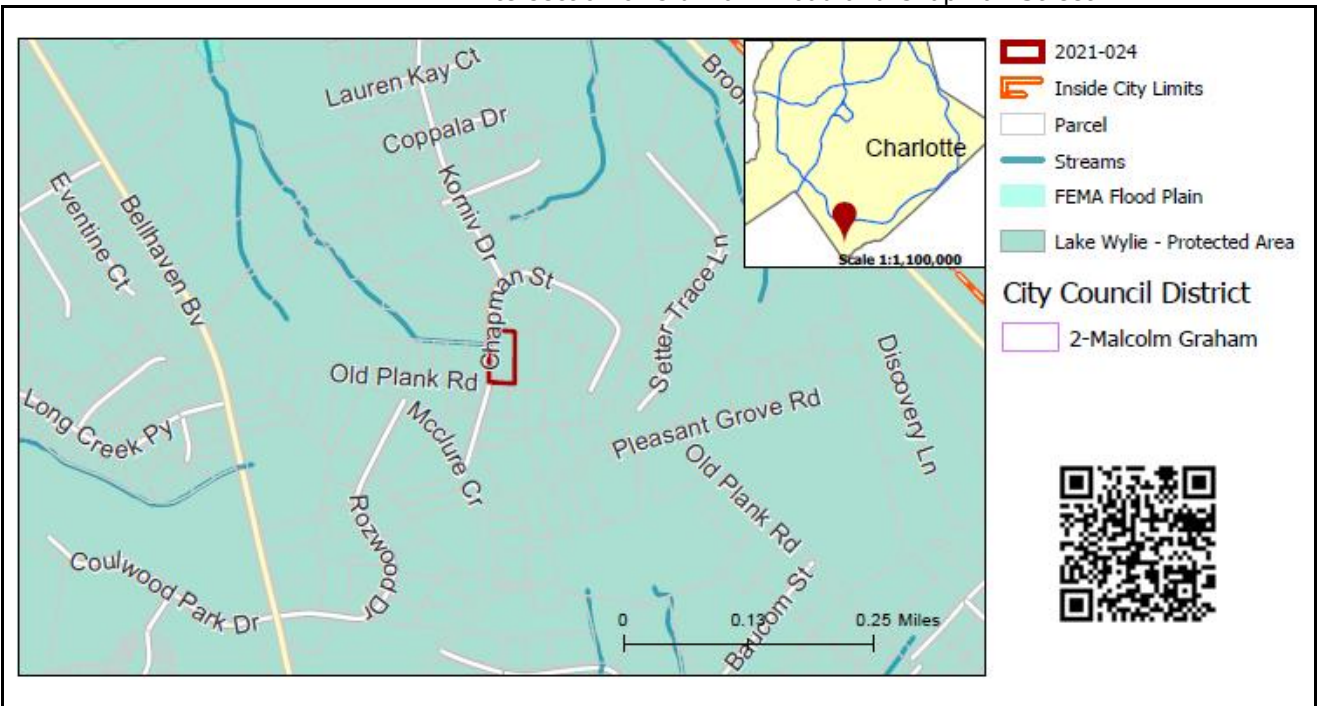 Lauren Kay Ct
Coppala Dr
Korniv Dr
Eventine Ct
Bellhaven Bv
Chapman St
Chapman St
Setter Trace Ln
Old Plank Rd
Mcclure Cr
Long Creek Py
Pleasant Grove Rd
Discovery Ln
Old Plank Rd
Rozwood Dr
Coulwood Park Dr
Baucom St
0 0.13 0.25 Miles
Charlotte
Scale 1:1,100,000
2021-024
Inside City Limits
Parcel
Streams
FEMA Flood Plain
Lake Wylie - Protected Area
City Council District
2-Malcolm Graham